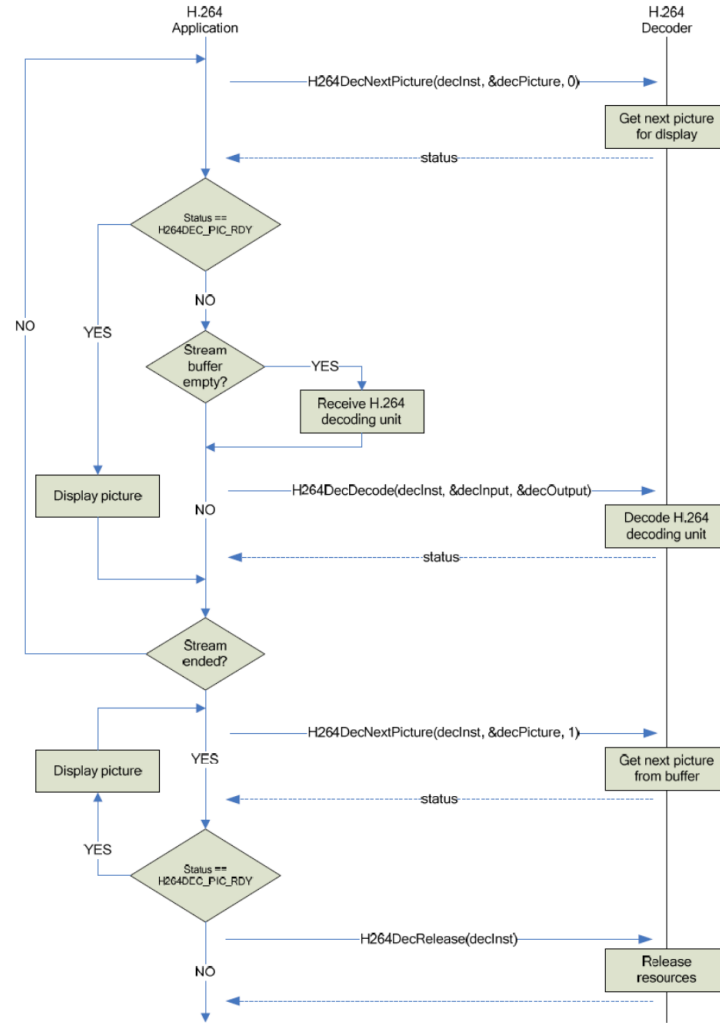 H.264
Application
H.264
Decoder
H264DecNextPicture(decInst, &decPicture, 0)
Get next picture
for display
status
Status ==
H264DEC_PIC_RDY
NO
NO
YES
Stream
buffer
empty?
YES
Receive H.264
decoding unit
Display picture
H264DecDecode(decInst, &decInput, &decOutput)
NO
Decode H.264
decoding unit
status
Stream
ended?
H264DecNextPicture(decInst, &decPicture, 1)
YES
Display picture
Get next picture
from buffer
status
YES
Status ==
H264DEC_PIC_RDY
H264DecRelease(decInst)
NO
Release
resources